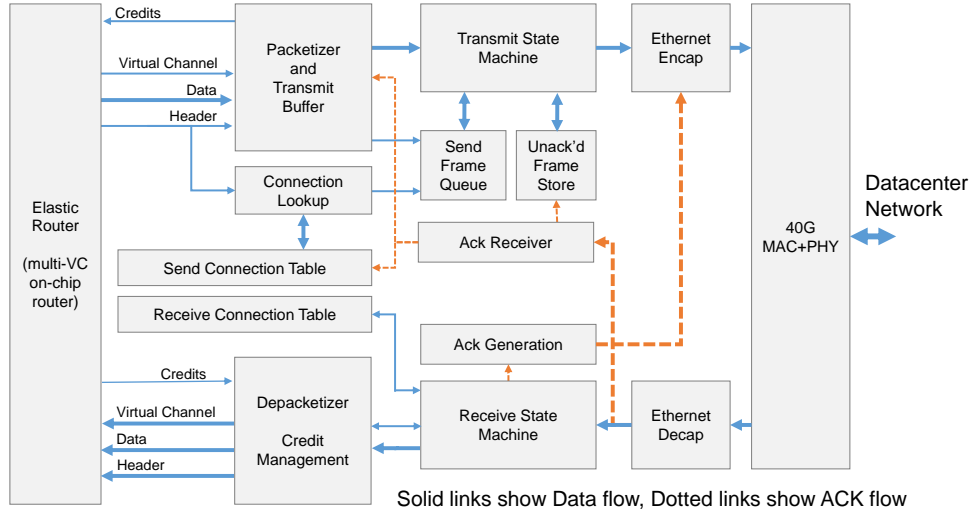 Credits
Virtual Channel
Data
Header
Packetizer
and
Transmit
Buffer
Transmit State
Machine
Ethernet
Encap
Send
Frame
Queue
Unack'd
Frame
Store
Connection
Lookup
Elastic
Router
(multi-VC
on-chip
router)
Send Connection Table
Ack Receiver
40G
MAC+PHY
Datacenter
Network
Receive Connection Table
Ack Generation
Credits
Virtual Channel
Data
Header
Depacketizer
Credit
Management
Receive State
Machine
Ethernet
Decap
Solid links show Data flow, Dotted links show ACK flow